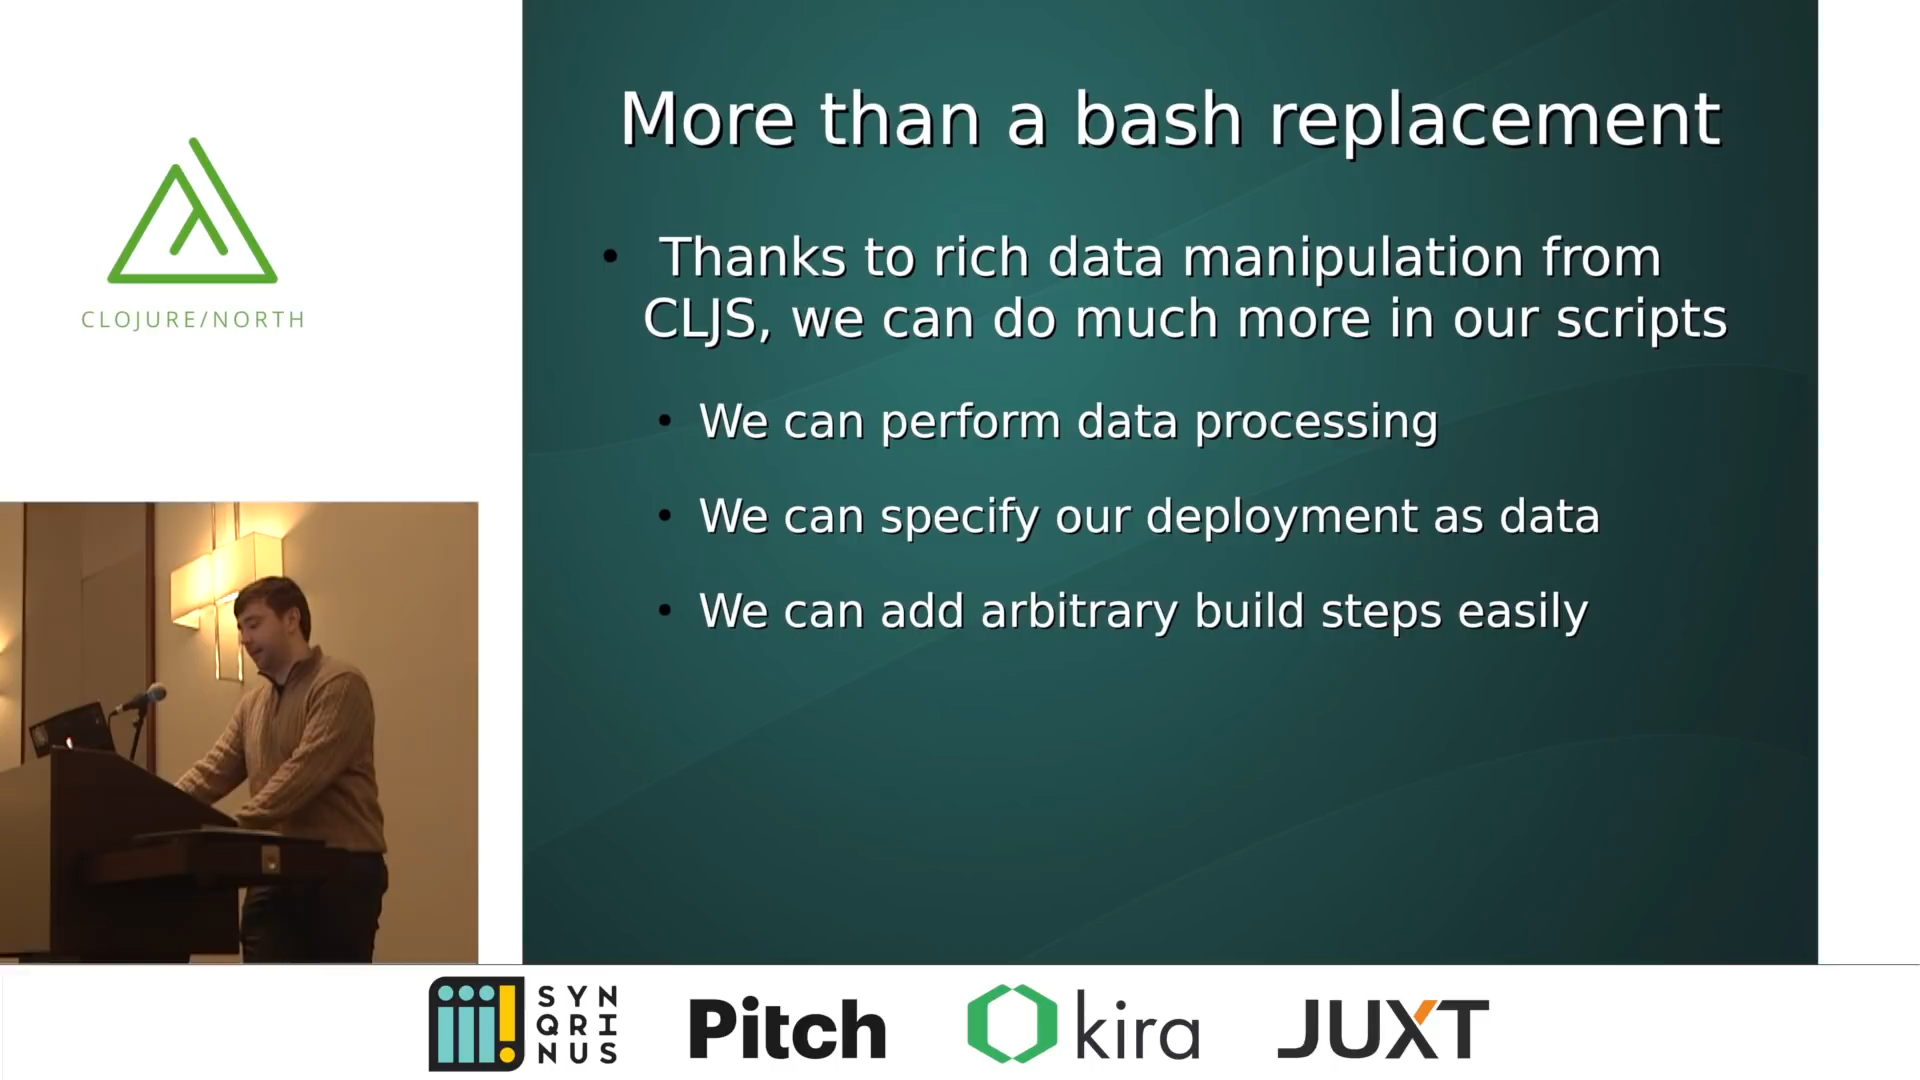 More than a bash replacement
• Thanks to rich data manipulation from
CLJS, we can do much more in our scripts
• We can perform data processing
• We can specify our deployment as data
• We can add arbitrary build steps easily
CLOJURE/NORTH
SYN
QRI
NUS
Pitch
kira
JUXT